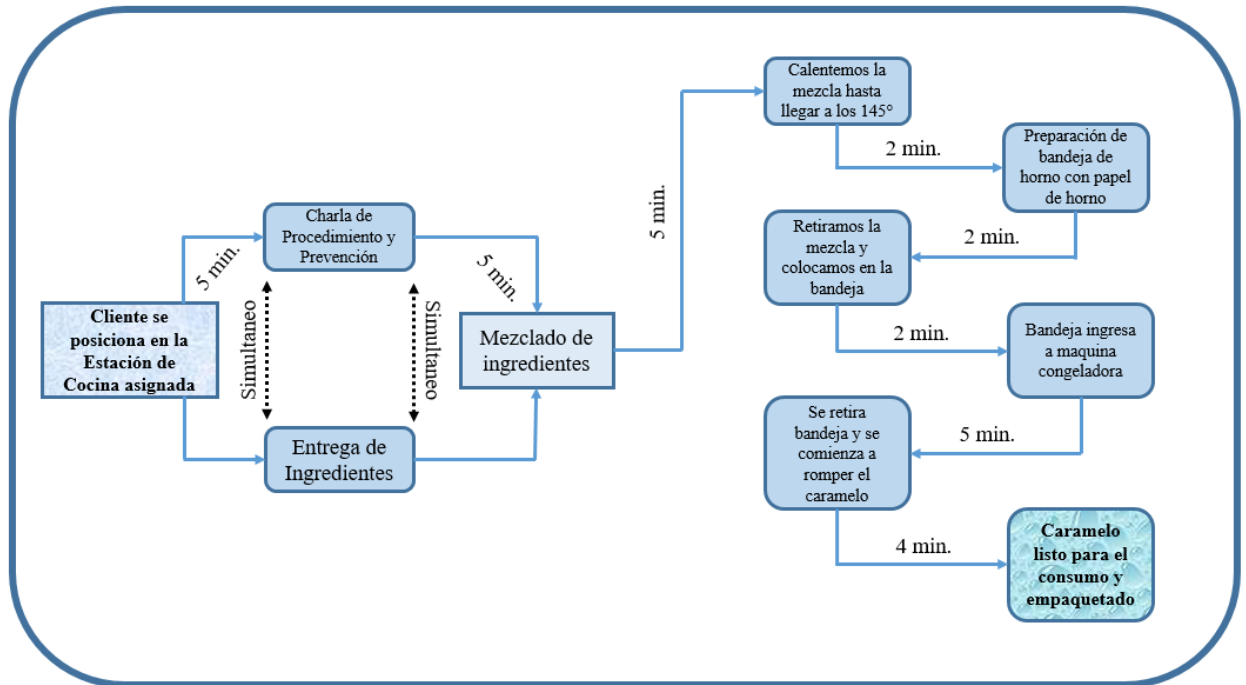 Cliente se
posiciona en la
Estación de
Cocina asignada
5 min.
Charla de
Procedimiento y
Prevención
Simultaneo
Simultaneo
Entrega de
Ingredientes
5 min.
Mezclado de
ingredientes
5 min.
Calentemos la
mezcla hasta
llegar a los 145°
2 min.
Preparación de
bandeja de
horno con papel
de horno
2 min.
Retiramos la
mezcla y
colocamos en la
bandeja
2 min.
Bandeja ingresa
a maquina
congeladora
5 min.
Se retira
bandeja y se
comienza a
romper el
caramelo
4 min.
Caramelo
listo para el
consumo y
empaquetado